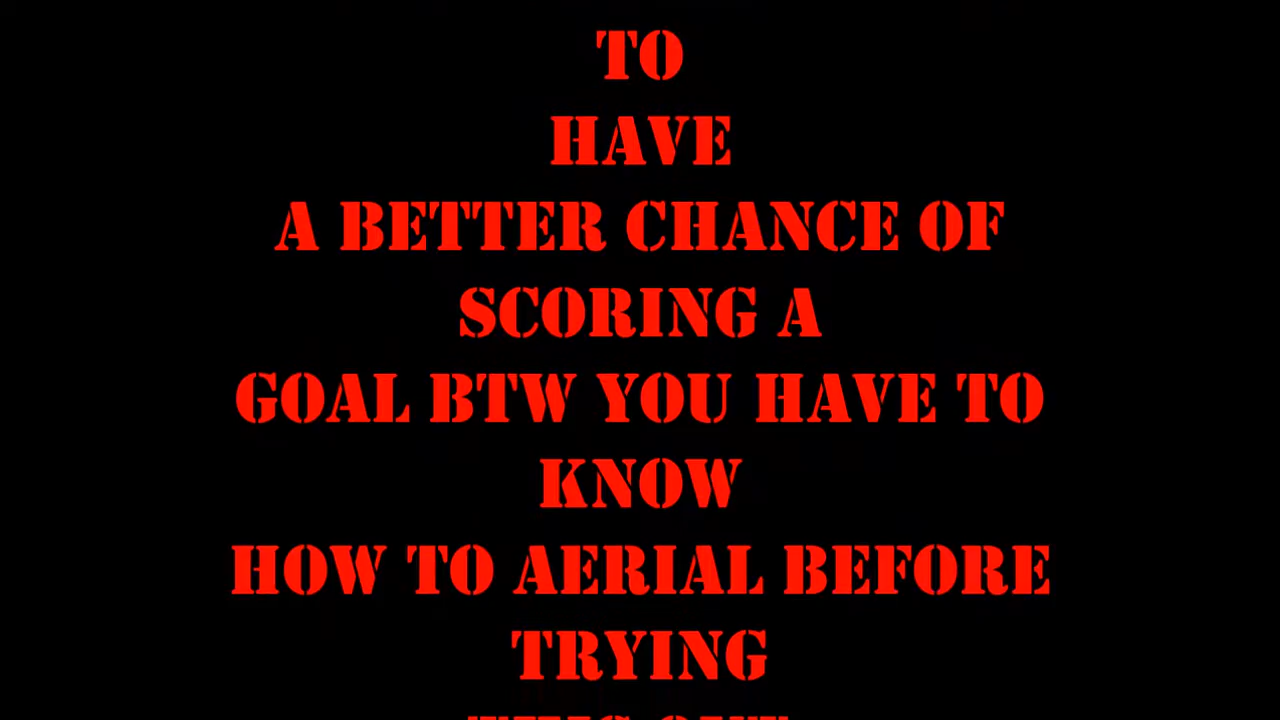 TO
HAVE
A BETTER CHANCE OF
SCORING A
GOAL BTW YOU HAVE TO
KNOW
HOW TO AERIAL BEFORE
TRYING